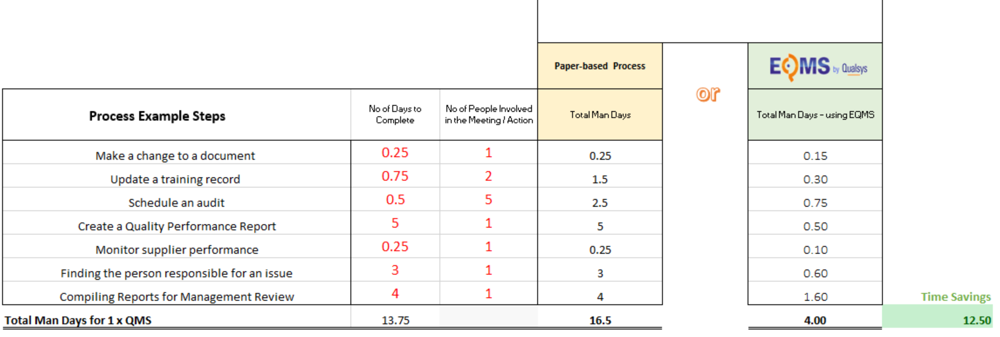 Paper-based Process
EQMS by Qualsys
or
Process Example Steps
No of Days to
Complete
No of People Involved
in the Meeting / Action
Total Man Days
Total Man Days - using EQMS
Make a change to a document 0.25 1 0.25 0.15
Update a training record 0.75 2 1.5 0.30
Schedule an audit 0.5 5 2.5 0.75
Create a Quality Performance Report 5 1 5 0.50
Monitor supplier performance 0.25 1 0.25 0.10
Finding the person responsible for an issue 3 1 3 0.60
Compiling Reports for Management Review 4 1 4 1.60 Time Savings
Total Man Days for 1 x QMS 13.75 16.5 4.00 12.50